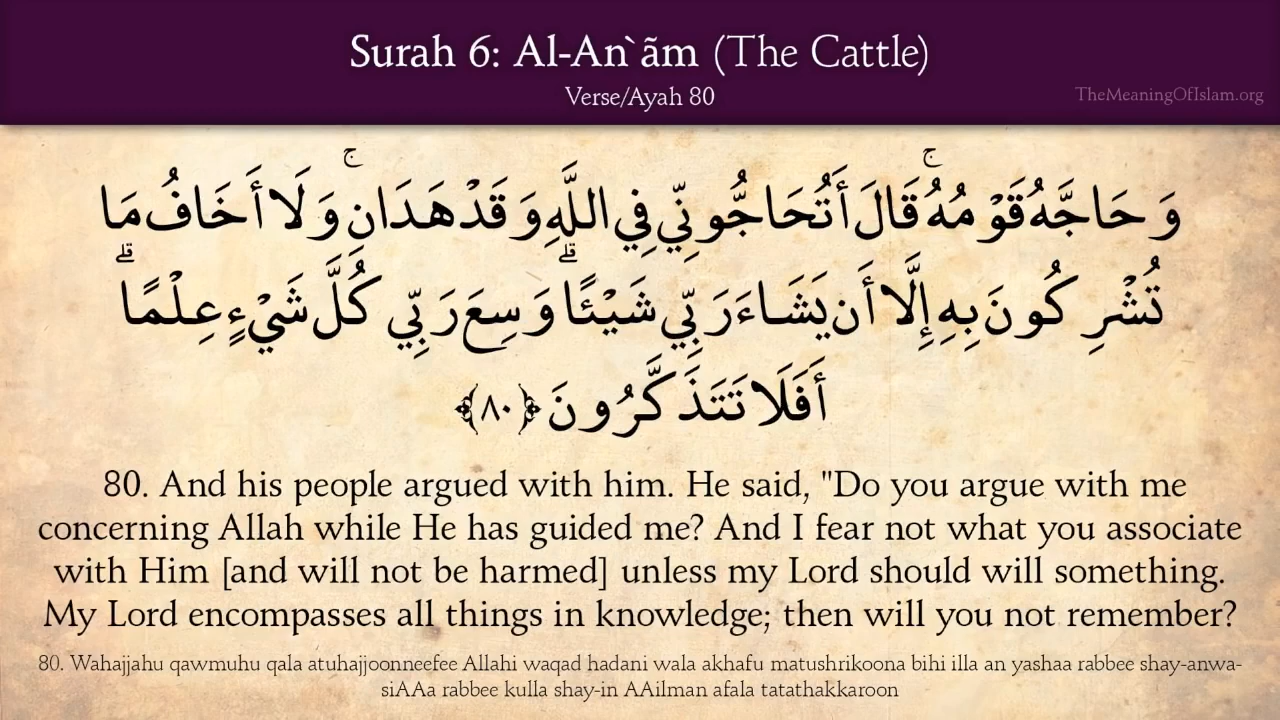 Surah 6: Al-An`ãm (The Cattle)
Verse/Ayah 80
TheMeaningOfIslam.org
وَحَاجَّهُ قَوْمُهُ ۚ قَالَ أَتُحَاجُّونِّي فِي اللَّهِ وَقَدْ هَدَانِ ۚ وَلَا أَخَافُ مَا
تُشْرِكُونَ بِهِ إِلَّا أَن يَشَاءَ رَبِّي شَيْئًا ۗ وَسِعَ رَبِّي كُلَّ شَيْءٍ عِلْمًا ۗ
أَفَلَا تَتَذَكَّرُونَ ﴿٨٠﴾
80. And his people argued with him. He said, "Do you argue with me
concerning Allah while He has guided me? And I fear not what you associate
with Him [and will not be harmed] unless my Lord should will something.
My Lord encompasses all things in knowledge; then will you not remember?
80. Wahajjahu qawmuhu qala atuhajjoonneefee Allahi waqad hadani wala akhafu matushrikoona bihi illa an yashaa rabbee shay-anwa-
siAAa rabbee kulla shay-in AAilman afala tatathakkaroon